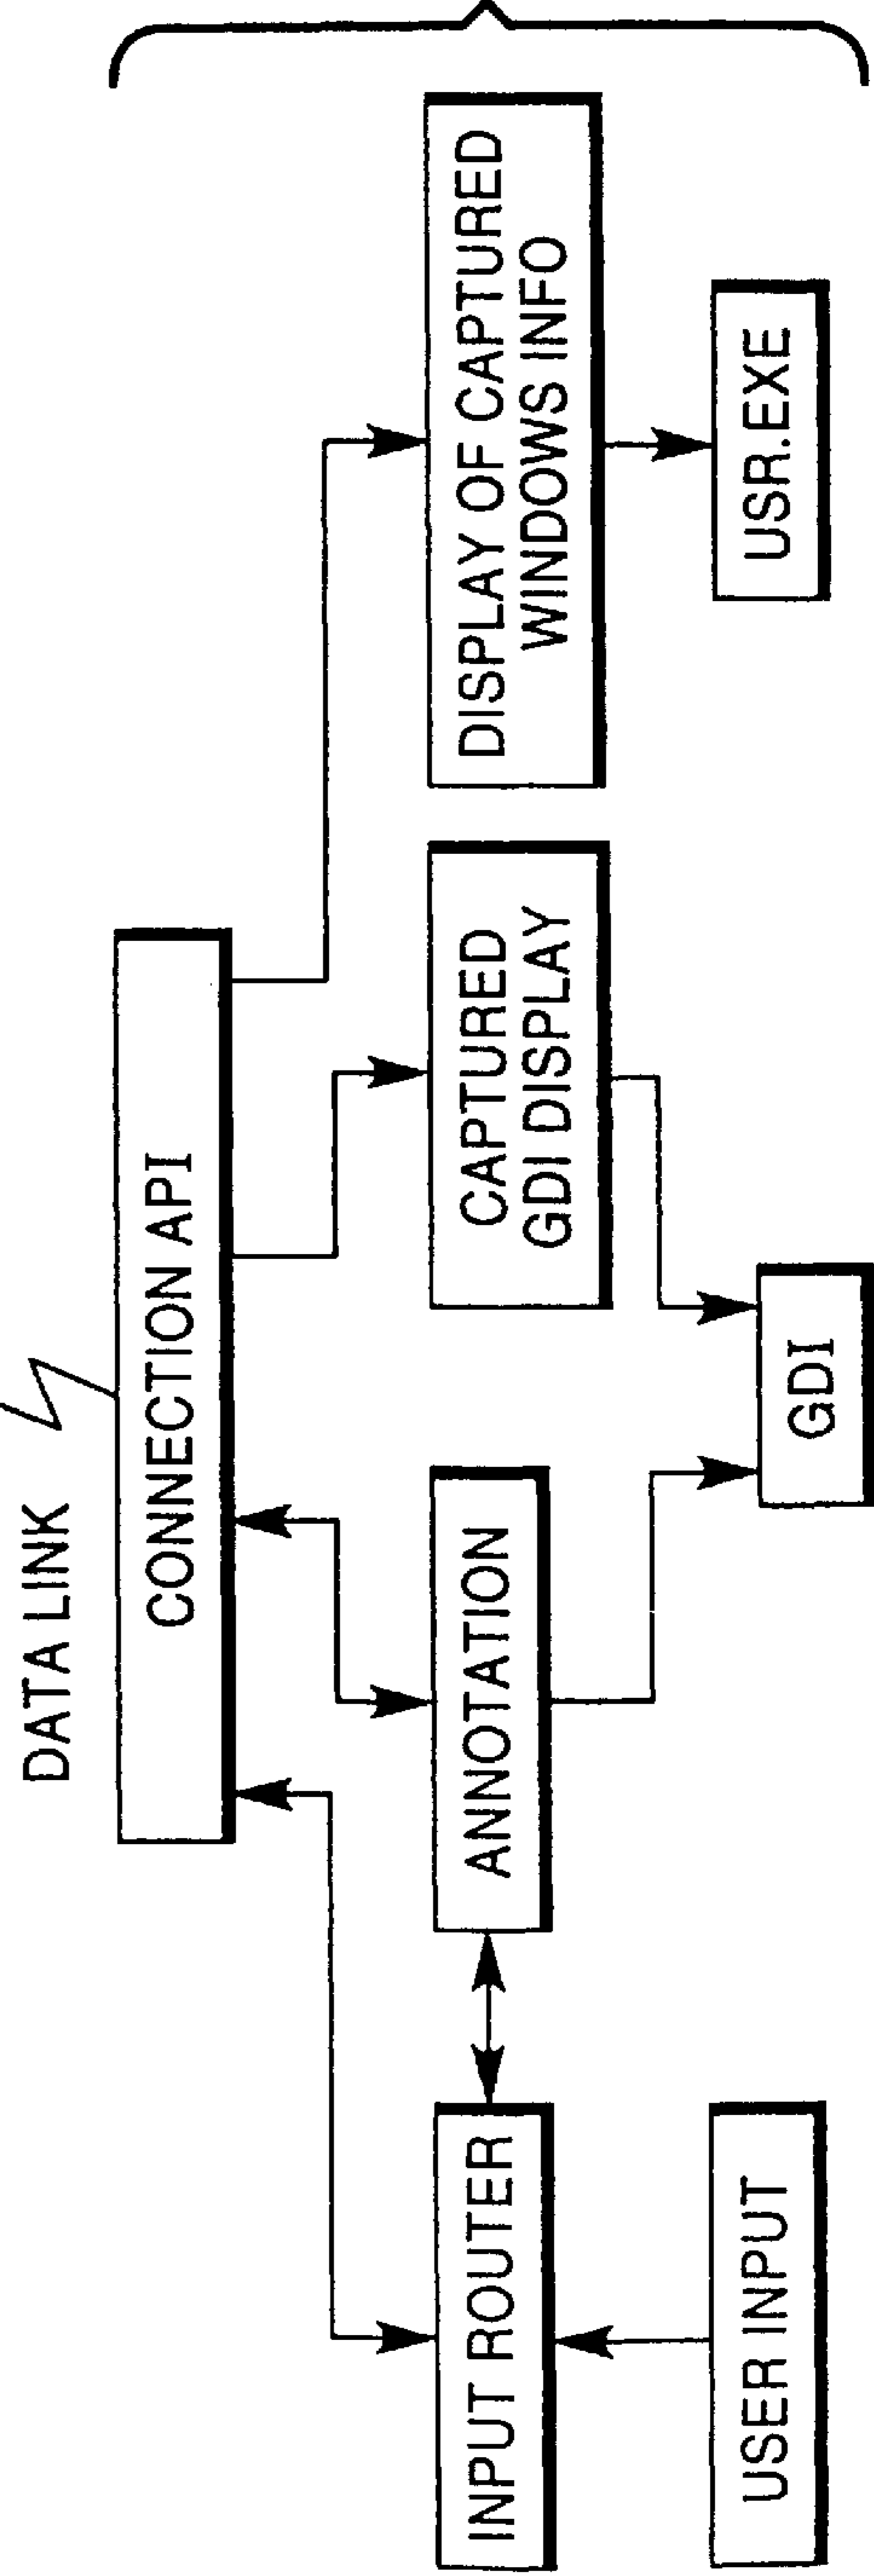 DATA LINK
CONNECTION API
INPUT ROUTER
ANNOTATION
CAPTURED
GDI DISPLAY
DISPLAY OF CAPTURED
WINDOWS INFO
USER INPUT
GDI
USR.EXE